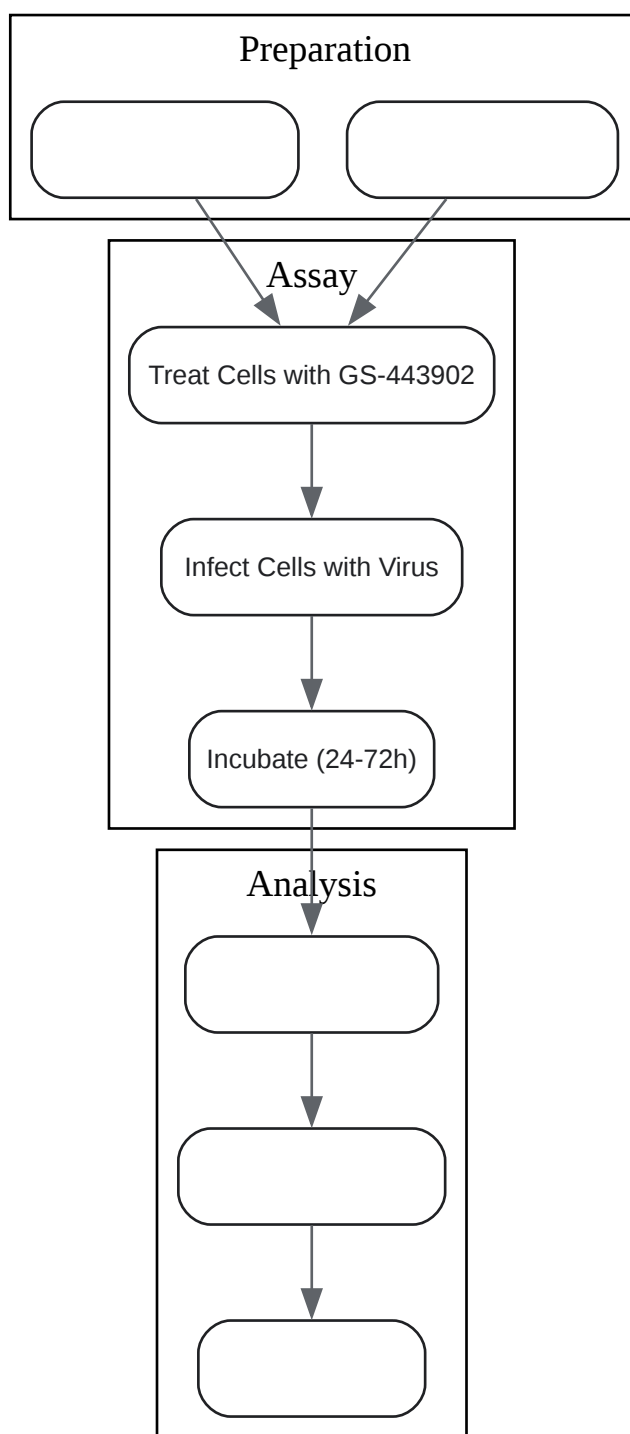 Preparation
Assay
Treat Cells with GS-443902
Infect Cells with Virus
Incubate (24-72h)
Analysis